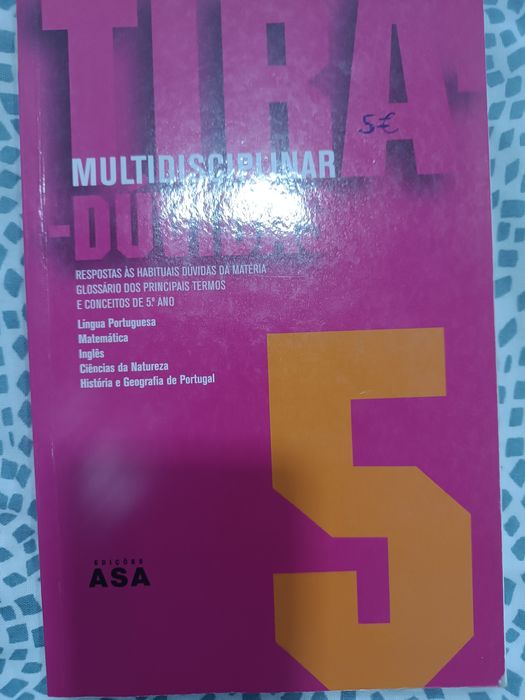 TIRA-
5€
MULTIDISCIPLINAR
RESPOSTAS ÀS HABITUAIS DÚVIDAS DA MATÉRIA
GLOSSÁRIO DOS PRINCIPAIS TERMOS
E CONCEITOS DE 5.º ANO
Língua Portuguesa
Matemática
Inglês
Ciências da Natureza
História e Geografia de Portugal
5
EDIÇÕES
ASA